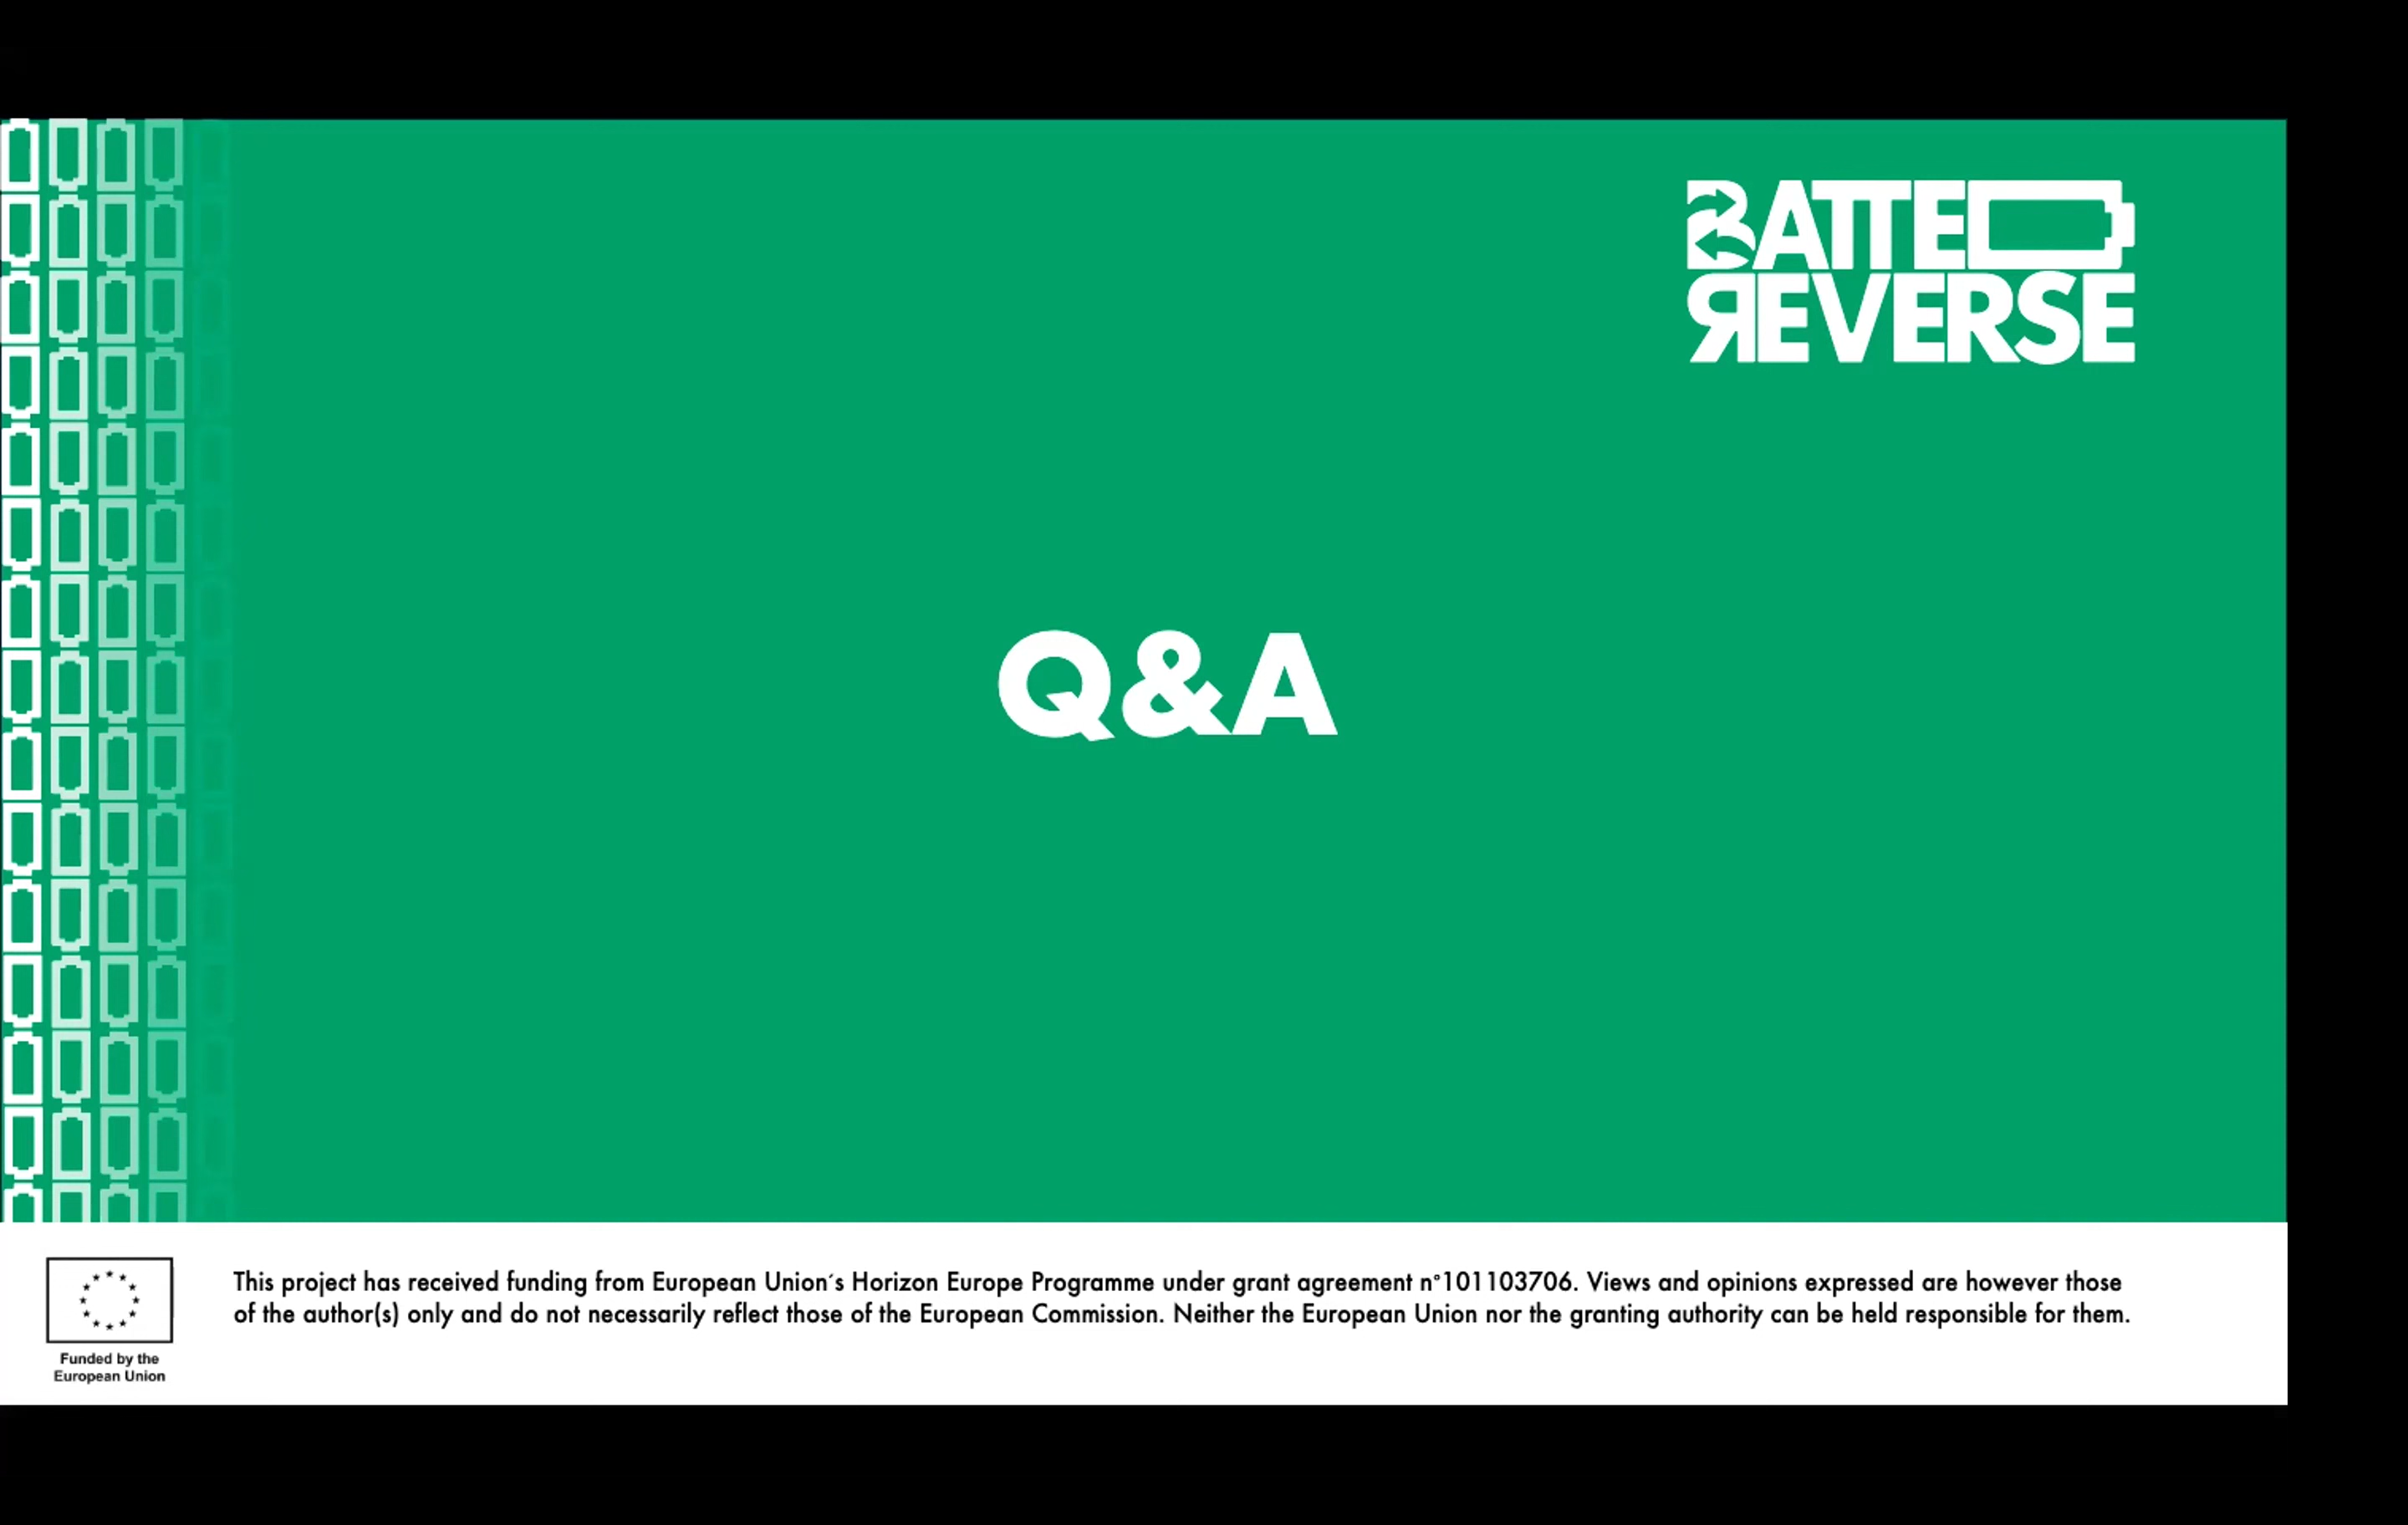 BATTE
REVERSE
Q&A
This project has received funding from European Union´s Horizon Europe Programme under grant agreement n°101103706. Views and opinions expressed are however those
of the author(s) only and do not necessarily reflect those of the European Commission. Neither the European Union nor the granting authority can be held responsible for them.
Funded by the
European Union